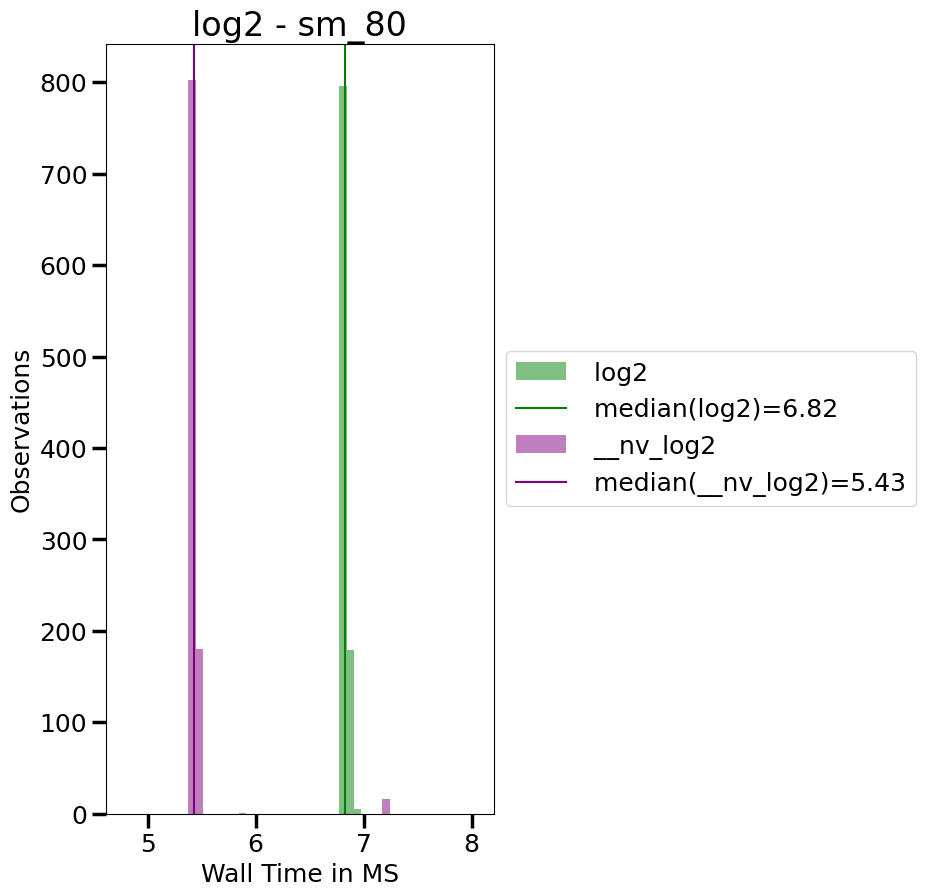 log2 - sm_80
800
700
600
500
400
300
200
100
0
Observations
5 6 7 8
Wall Time in MS
log2
median(log2)=6.82
__nv_log2
median(__nv_log2)=5.43